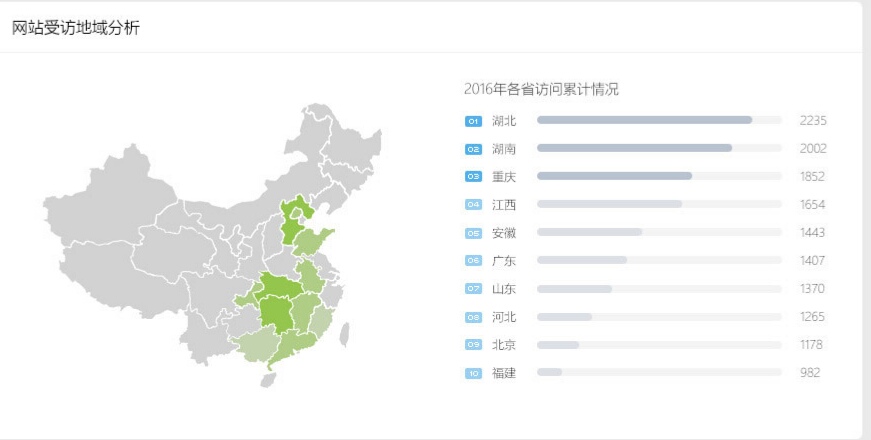 网站受访地域分析
2016年各省访问累计情况
01 湖北 2235
02 湖南 2002
03 重庆 1852
04 江西 1654
05 安徽 1443
06 广东 1407
07 山东 1370
08 河北 1265
09 北京 1178
10 福建 982